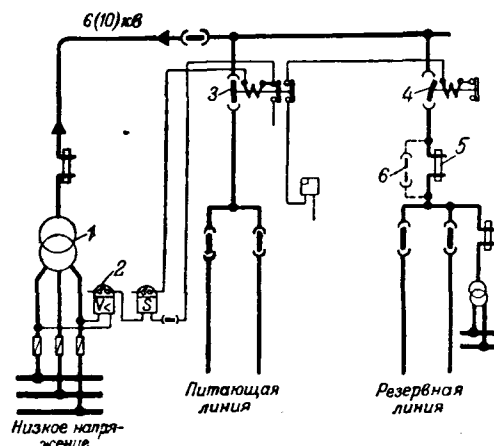 6(10) кв
3
4
5
6
1
2
V<
S
Питающая
линия
Резервная
линия
Низкое напря-
жение